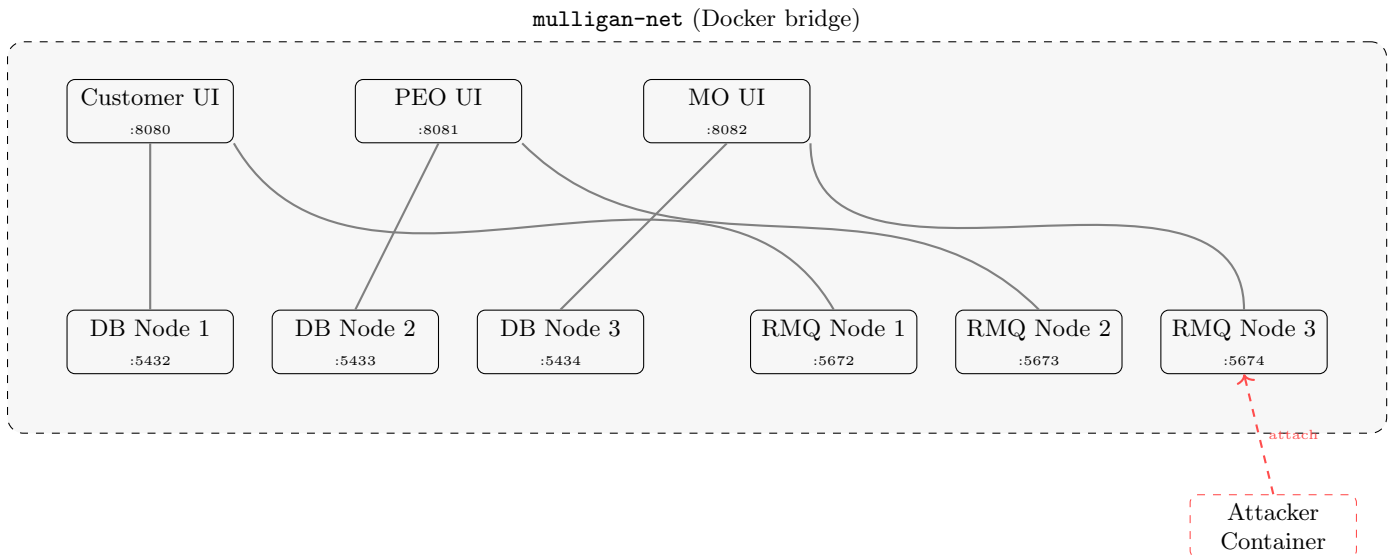 mulligan-net (Docker bridge)
Customer UI
:8080
PEO UI
:8081
MO UI
:8082
DB Node 1
:5432
DB Node 2
:5433
DB Node 3
:5434
RMQ Node 1
:5672
RMQ Node 2
:5673
RMQ Node 3
:5674
attach
Attacker
Container